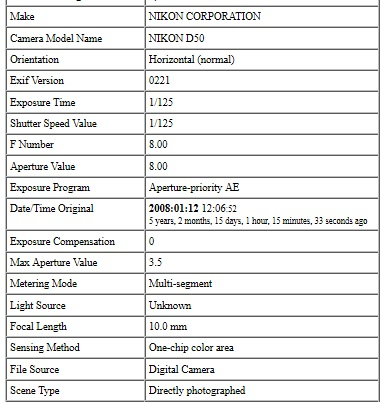 Make NIKON CORPORATION
Camera Model Name NIKON D50
Orientation Horizontal (normal)
Exif Version 0221
Exposure Time 1/125
Shutter Speed Value 1/125
F Number 8.00
Aperture Value 8.00
Exposure Program Aperture-priority AE
Date/Time Original 2008:01:12 12:06:52
5 years, 2 months, 15 days, 1 hour, 15 minutes, 33 seconds ago
Exposure Compensation 0
Max Aperture Value 3.5
Metering Mode Multi-segment
Light Source Unknown
Focal Length 10.0 mm
Sensing Method One-chip color area
File Source Digital Camera
Scene Type Directly photographed